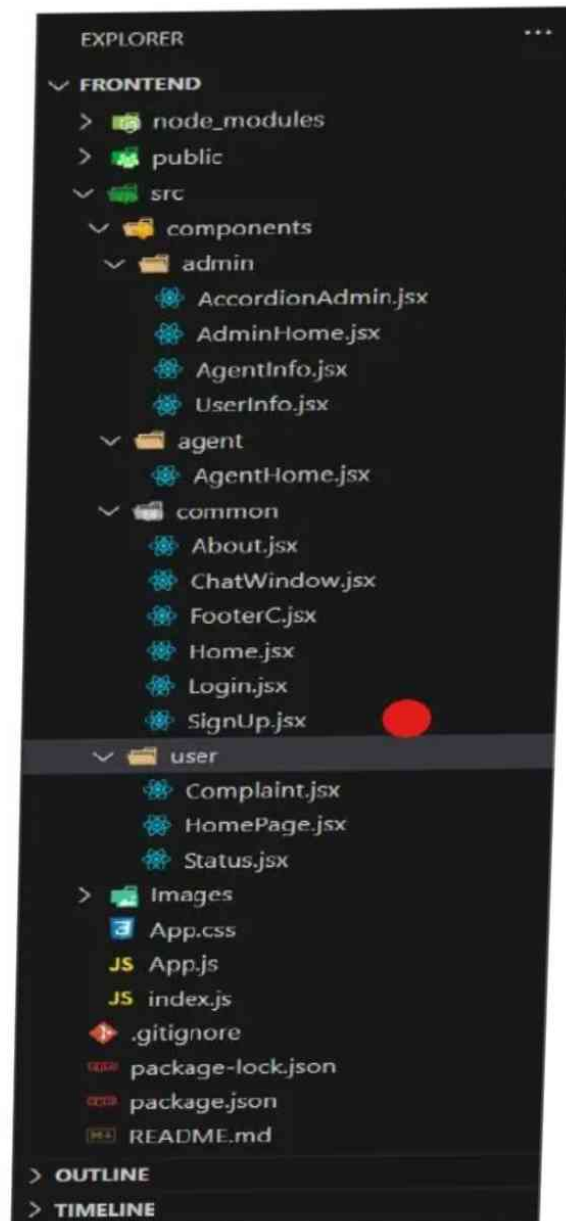 EXPLORER ...
FRONTEND
node_modules
public
src
components
admin
AccordionAdmin.jsx
AdminHome.jsx
AgentInfo.jsx
UserInfo.jsx
agent
AgentHome.jsx
common
About.jsx
ChatWindow.jsx
FooterC.jsx
Home.jsx
Login.jsx
SignUp.jsx
user
Complaint.jsx
HomePage.jsx
Status.jsx
Images
App.css
JS App.js
JS index.js
.gitignore
package-lock.json
package.json
README.md
OUTLINE
TIMELINE